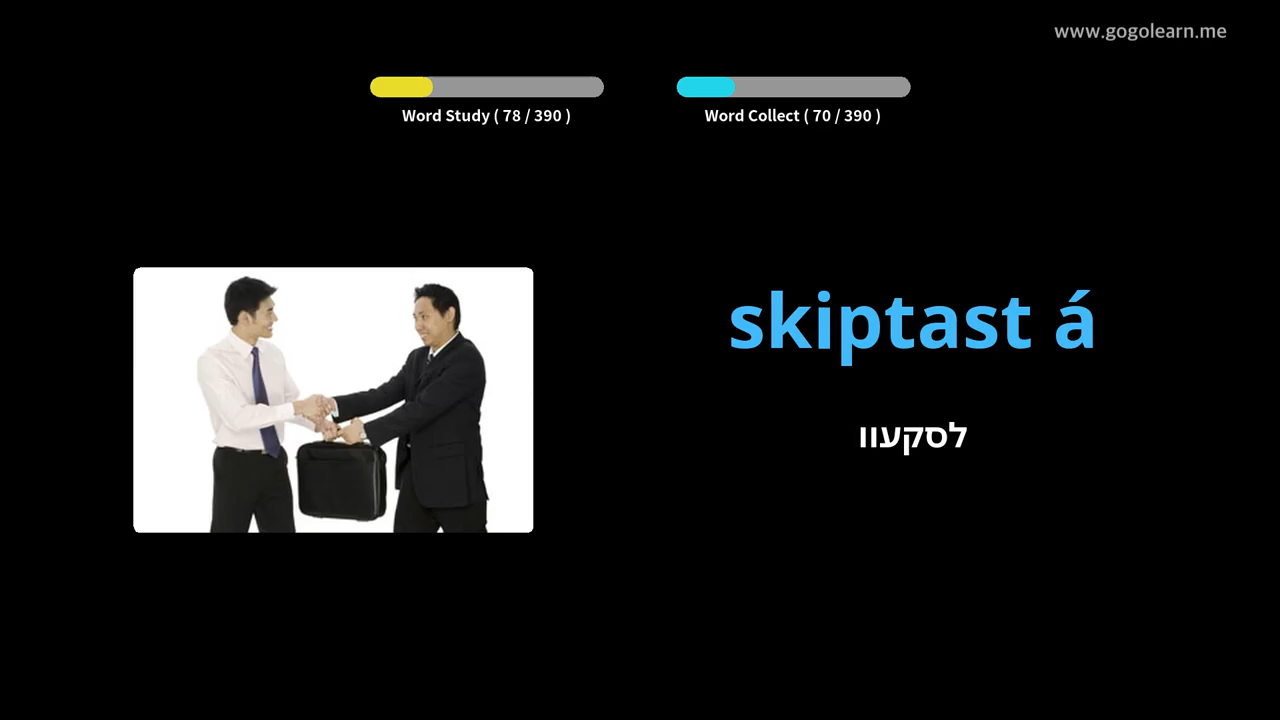 www.gogolearn.me
Word Study ( 78 / 390 )
Word Collect ( 70 / 390 )
skiptast á
לסקעוו